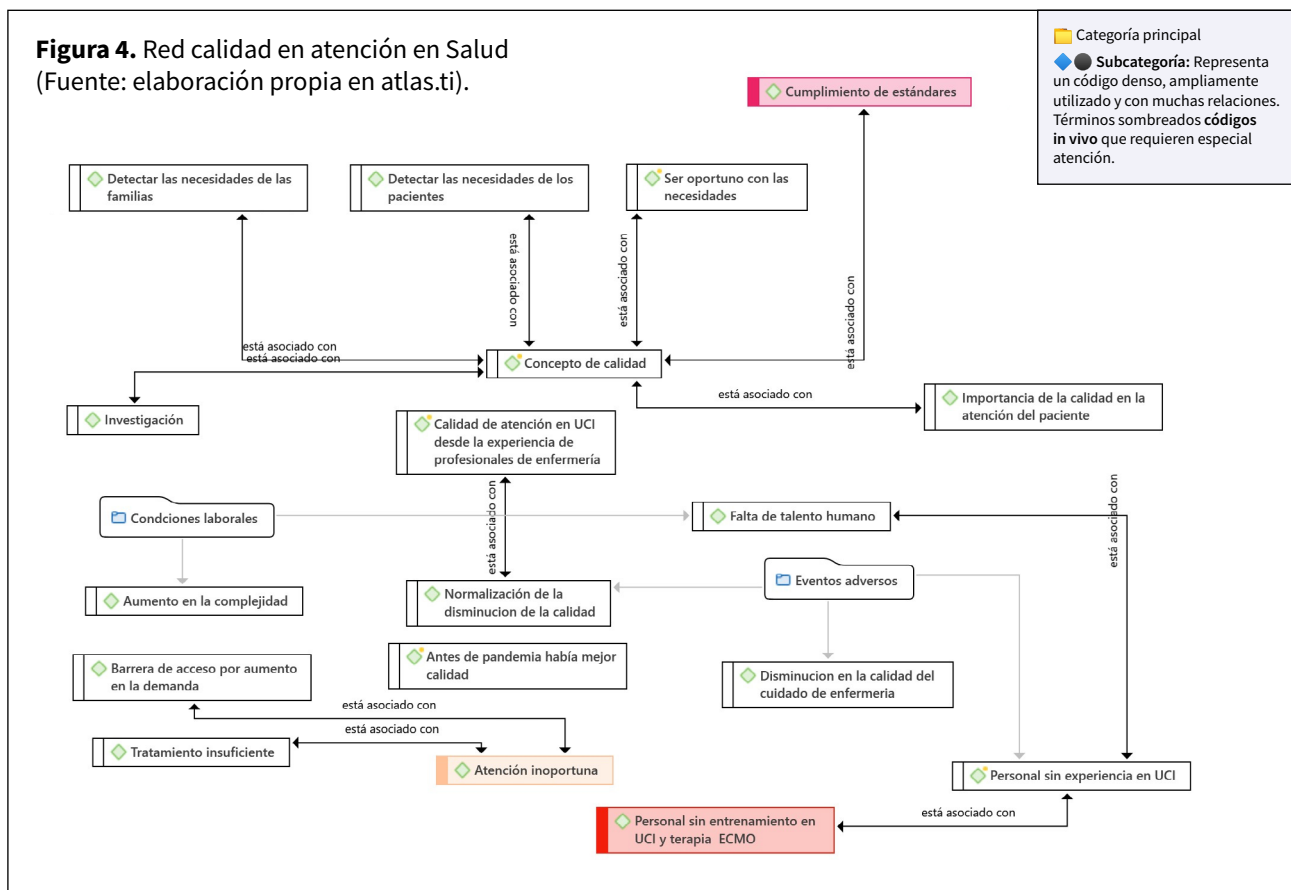 Figura 4. Red calidad en atención en Salud
(Fuente: elaboración propia en atlas.ti).
Categoría principal
Subcategoría: Representa
un código denso, ampliamente
utilizado y con muchas relaciones.
Términos sombreados códigos
in vivo que requieren especial
atención.
Cumplimiento de estándares
Detectar las necesidades de las
familias
Detectar las necesidades de los
pacientes
Ser oportuno con las
necesidades
está asociado con
está asociado con
está asociado con
está asociado con
está asociado con
Concepto de calidad
Investigación
está asociado con
Importancia de la calidad en la
atención del paciente
Calidad de atención en UCI
desde la experiencia de
profesionales de enfermería
está asociado con
está asociado con
Condciones laborales
Falta de talento humano
Aumento en la complejidad
Normalización de la
disminucion de la calidad
Eventos adversos
Antes de pandemia había mejor
calidad
Barrera de acceso por aumento
en la demanda
Disminucion en la calidad del
cuidado de enfermeria
está asociado con
está asociado con
Tratamiento insuficiente
Atención inoportuna
Personal sin experiencia en UCI
está asociado con
Personal sin entrenamiento en
UCI y terapia ECMO